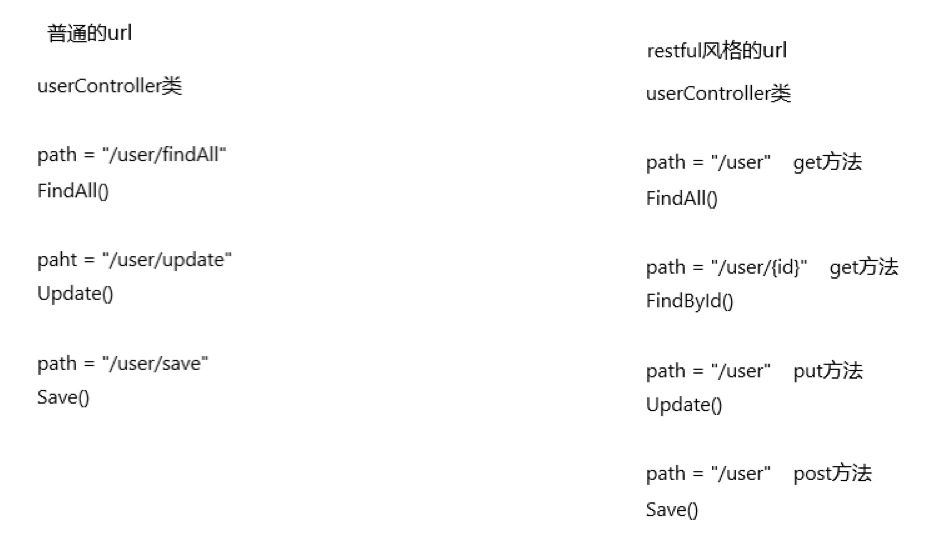 普通的url
userController类
path = "/user/findAll"
FindAll()
paht = "/user/update"
Update()
path = "/user/save"
Save()
restful风格的url
userController类
path = "/user" get方法
FindAll()
path = "/user/{id}" get方法
FindById()
path = "/user" put方法
Update()
path = "/user" post方法
Save()